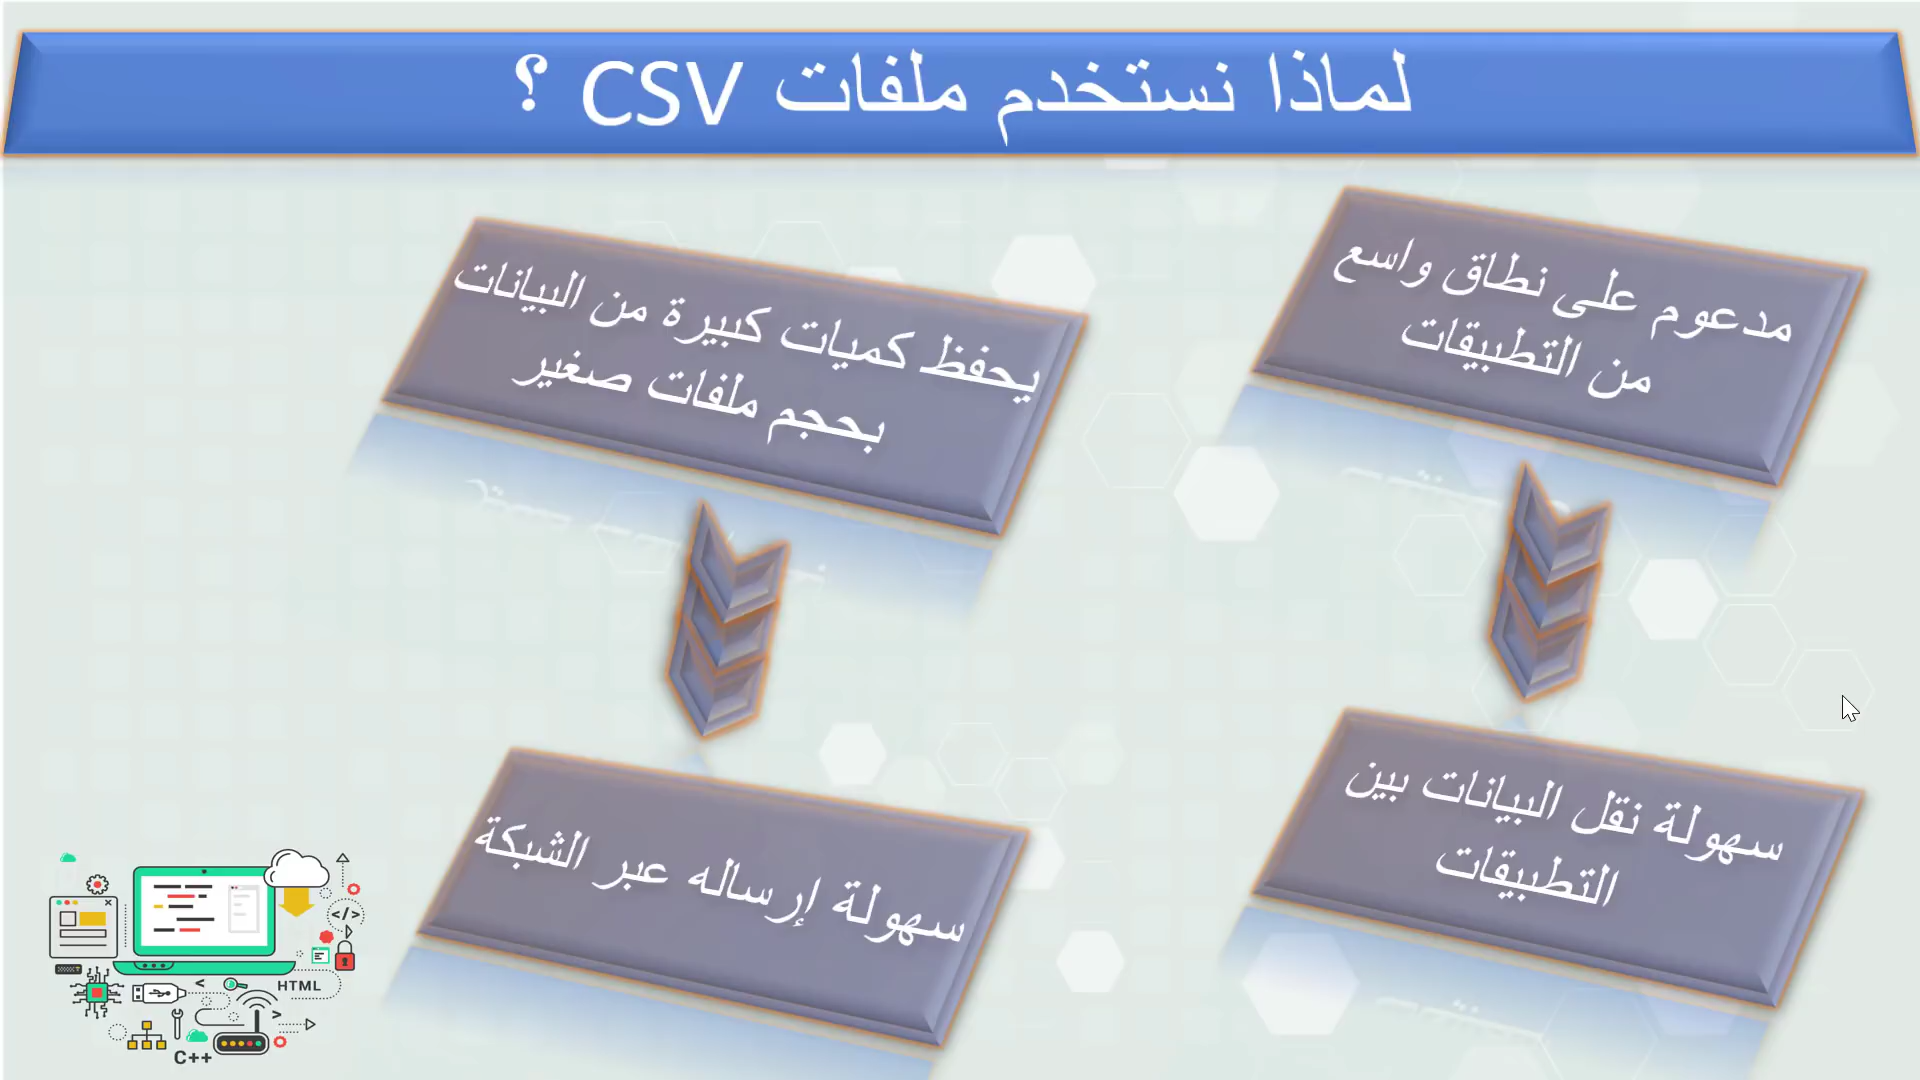 لماذا نستخدم ملفات CSV ؟
مدعوم على نطاق واسع
من التطبيقات
سهولة نقل البيانات بين
التطبيقات
يحفظ كميات كبيرة من البيانات
بحجم ملفات صغير
سهولة إرساله عبر الشبكة
</>
HTML
<
>
C++